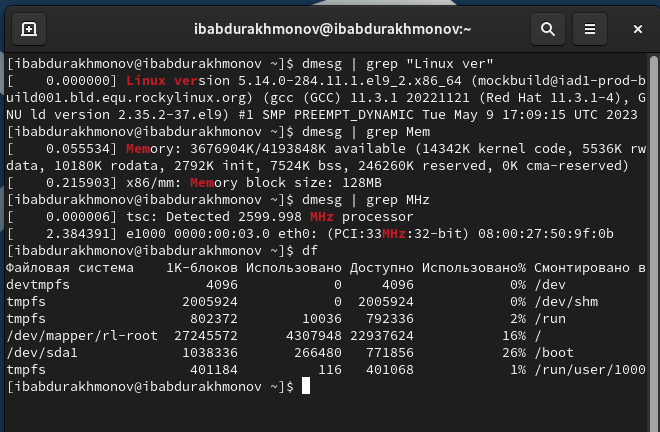 ibabdurakhmonov@ibabdurakhmonov:~
[ibabdurakhmonov@ibabdurakhmonov ~]$ dmesg | grep "Linux ver"
[    0.000000] Linux version 5.14.0-284.11.1.el9_2.x86_64 (mockbuild@iad1-prod-b
uild001.bld.equ.rockylinux.org) (gcc (GCC) 11.3.1 20221121 (Red Hat 11.3.1-4), G
NU ld version 2.35.2-37.el9) #1 SMP PREEMPT_DYNAMIC Tue May 9 17:09:15 UTC 2023
[ibabdurakhmonov@ibabdurakhmonov ~]$ dmesg | grep Mem
[    0.055534] Memory: 3676904K/4193848K available (14342K kernel code, 5536K rw
data, 10180K rodata, 2792K init, 7524K bss, 246260K reserved, 0K cma-reserved)
[    0.215903] x86/mm: Memory block size: 128MB
[ibabdurakhmonov@ibabdurakhmonov ~]$ dmesg | grep MHz
[    0.000006] tsc: Detected 2599.998 MHz processor
[    2.384391] e1000 0000:00:03.0 eth0: (PCI:33MHz:32-bit) 08:00:27:50:9f:0b
[ibabdurakhmonov@ibabdurakhmonov ~]$ df
Файловая система    1K-блоков Использовано Доступно Использовано% Cмонтировано в
devtmpfs                 4096            0     4096            0% /dev
tmpfs                 2005924            0  2005924            0% /dev/shm
tmpfs                  802372        10036   792336            2% /run
/dev/mapper/rl-root  27245572      4307948 22937624           16% /
/dev/sda1             1038336       266480   771856           26% /boot
tmpfs                  401184          116   401068            1% /run/user/1000
[ibabdurakhmonov@ibabdurakhmonov ~]$